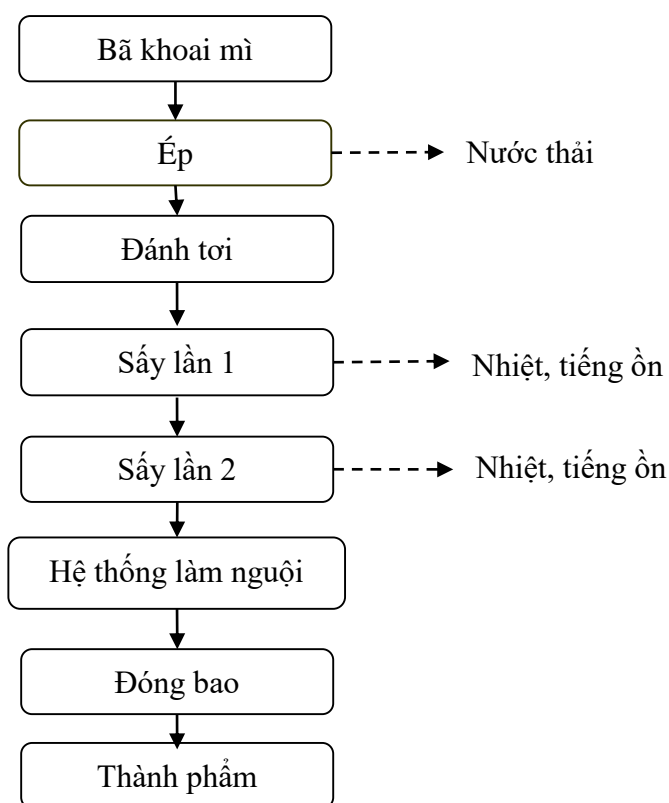 Bã khoai mì
Ép
Nước thải
Đánh tơi
Sấy lần 1
Nhiệt, tiếng ồn
Sấy lần 2
Nhiệt, tiếng ồn
Hệ thống làm nguội
Đóng bao
Thành phẩm